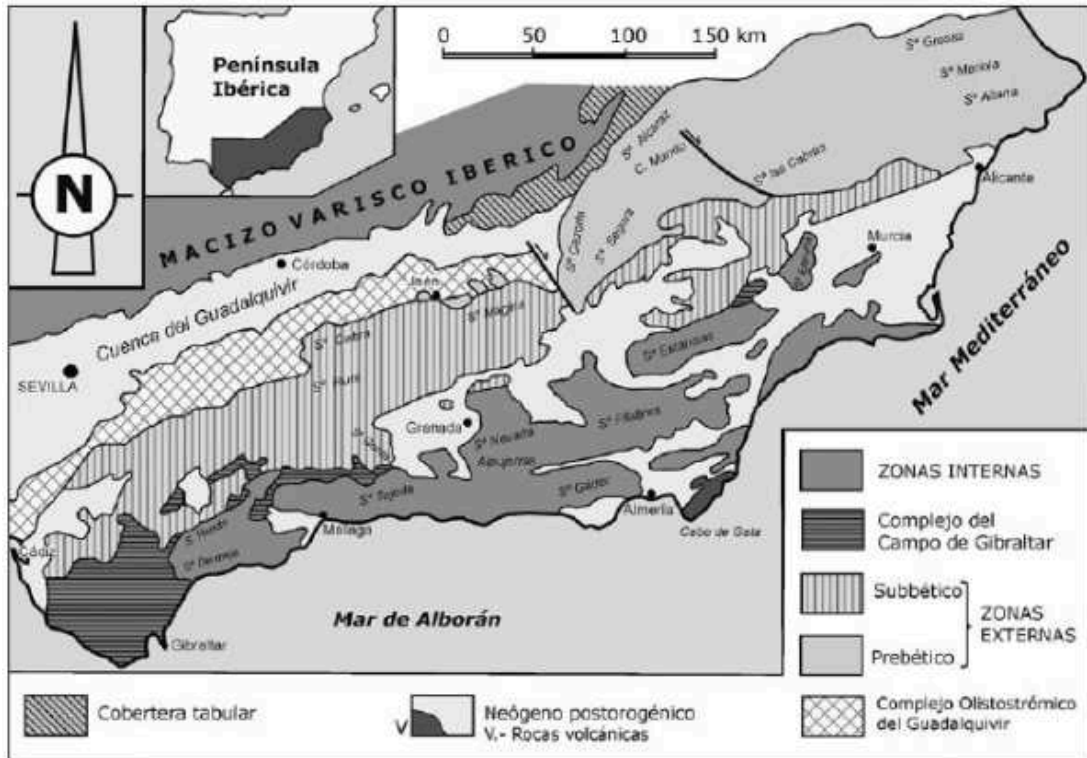 0 50 100 150 km
Península
Ibérica
N
MACIZO VARISCO IBERICO
Sª Grossa
Sª Mariola
Sª Aitana
Sª Alcaraz
C. Mundo
Alicante
Murcia
Sª Cazorla
Sª Segura
Córdoba
Jaén
Cuenca del Guadalquivir
Sª Magina
Sª Cabra
SEVILLA
Sª Estancias
Granada
Sª Nevada
Sª Filabres
Alpujarras
Sª Tejeda
Sª Gádor
Málaga
Almería
Cabo de Gata
Cádiz
Gibraltar
Mar de Alborán
Mar Mediterráneo
ZONAS INTERNAS
Complejo del
Campo de Gibraltar
Subbético
ZONAS
EXTERNAS
Prebético
Cobertera tabular
V
Neógeno postorogénico
V.- Rocas volcánicas
Complejo Olistostrómico
del Guadalquivir